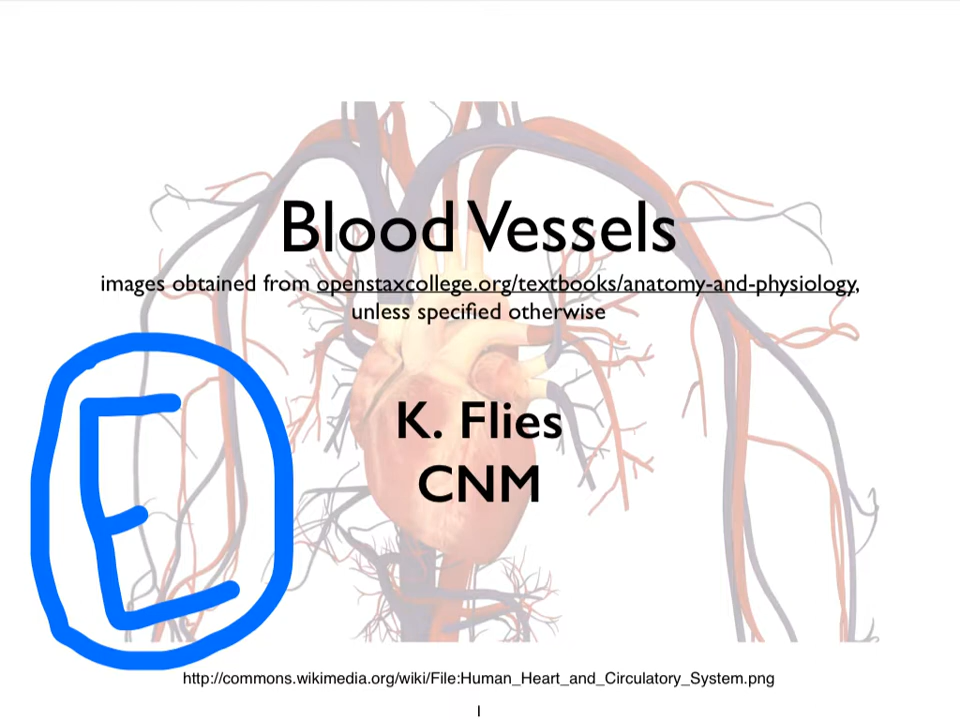 Blood Vessels
images obtained from openstaxcollege.org/textbooks/anatomy-and-physiology,
unless specified otherwise
E
K. Flies
CNM
http://commons.wikimedia.org/wiki/File:Human_Heart_and_Circulatory_System.png
1